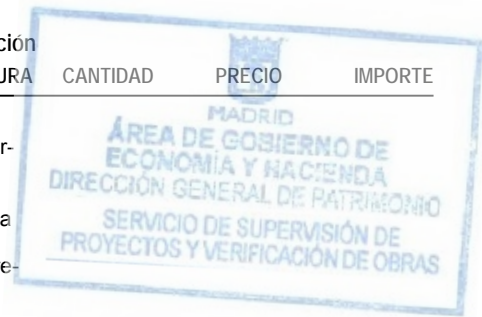 ción
URA CANTIDAD PRECIO IMPORTE
MADRID
ÁREA DE GOBIERNO DE
ECONOMÍA Y HACIENDA
DIRECCIÓN GENERAL DE PATRIMONIO
SERVICIO DE SUPERVISIÓN DE
PROYECTOS Y VERIFICACIÓN DE OBRAS
r-
a
e-